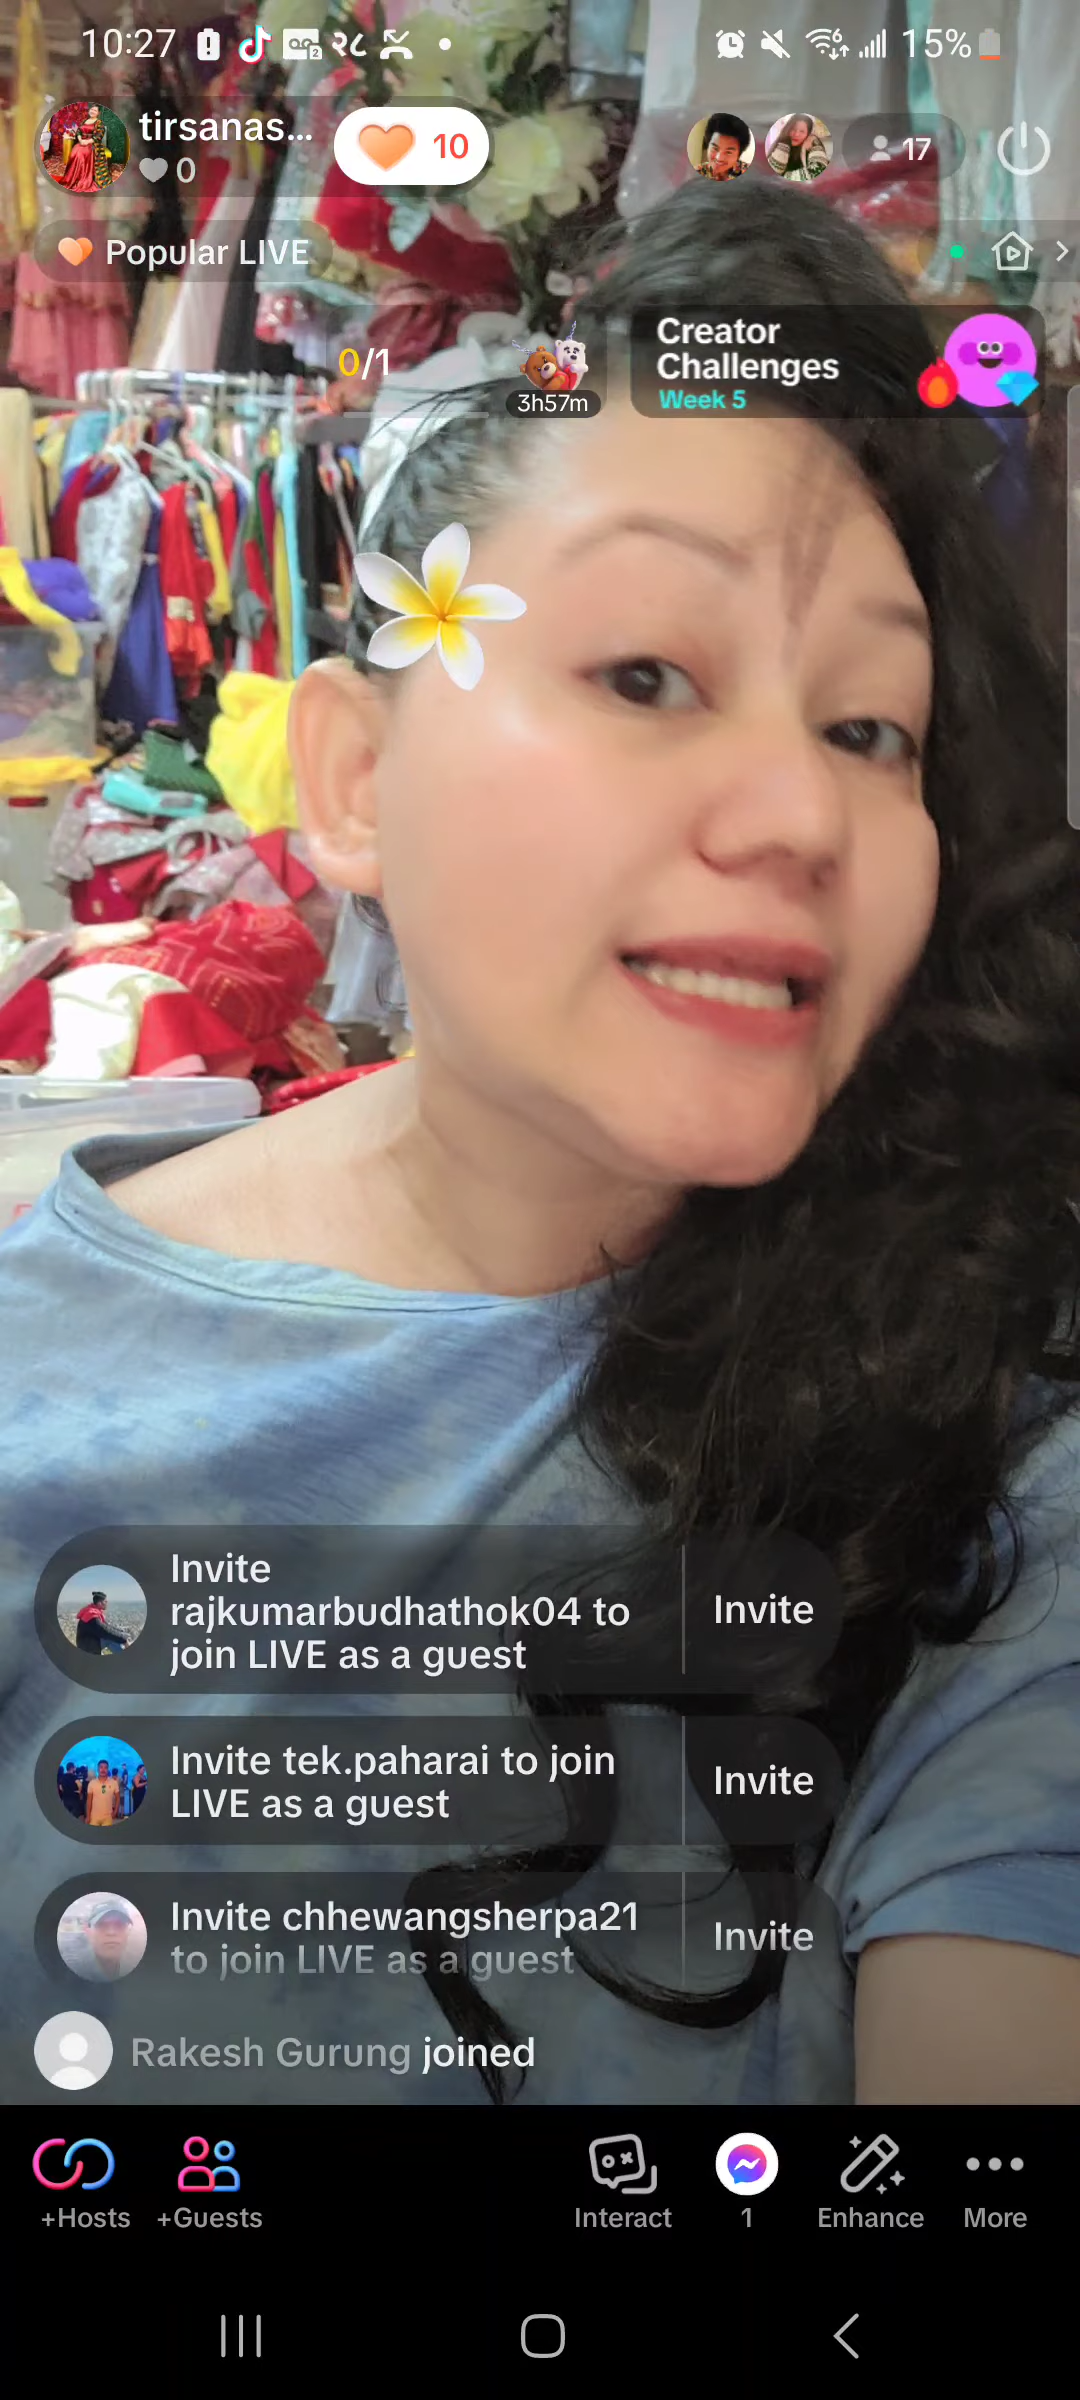 10:27 २८ 15%
tirsanas...
0
10
17
Popular LIVE
0/1
3h57m
Creator
Challenges
Week 5
Invite
rajkumarbudhathok04 to
join LIVE as a guest
Invite
Invite tek.paharai to join
LIVE as a guest
Invite
Invite chhewangsherpa21
to join LIVE as a guest
Invite
Rakesh Gurung joined
+Hosts
+Guests
Interact
1
Enhance
More